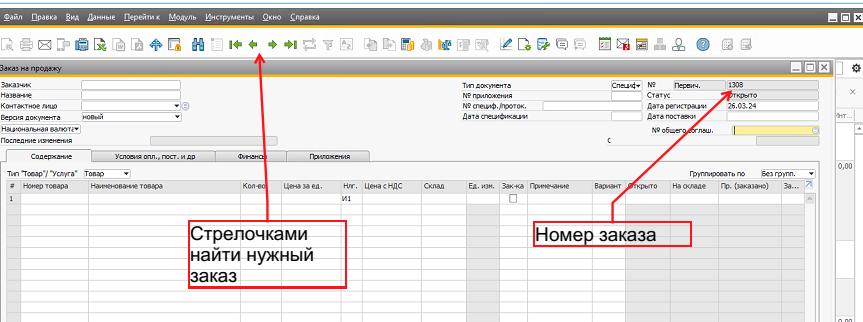 Файл Правка Вид Данные Перейти к Модуль Инструменты Окно Справка
Заказ на продажу
Заказчик Тип документа Специф № Первич. 1308
Название № приложения Статус Открыто
Контактное лицо № специф./проток. Дата регистрации 26.03.24
Версия документа новый Дата спецификации Дата поставки
Национальная валюта № общего соглаш.
Последние изменения С
Содержание Условия опл., пост. и др Финансы Приложения
Тип "Товар"/ "Услуга" Товар Группировать по Без групп.
# Номер товара Наименование товара Кол-во Цена за ед. Нлг. Цена с НДС Склад Ед. изм. Зак-ка Примечание Вариант Открыто На складе Пр. (заказано) За...
1 И1
Стрелочками
найти нужный
заказ
Номер заказа
0,00
0,00